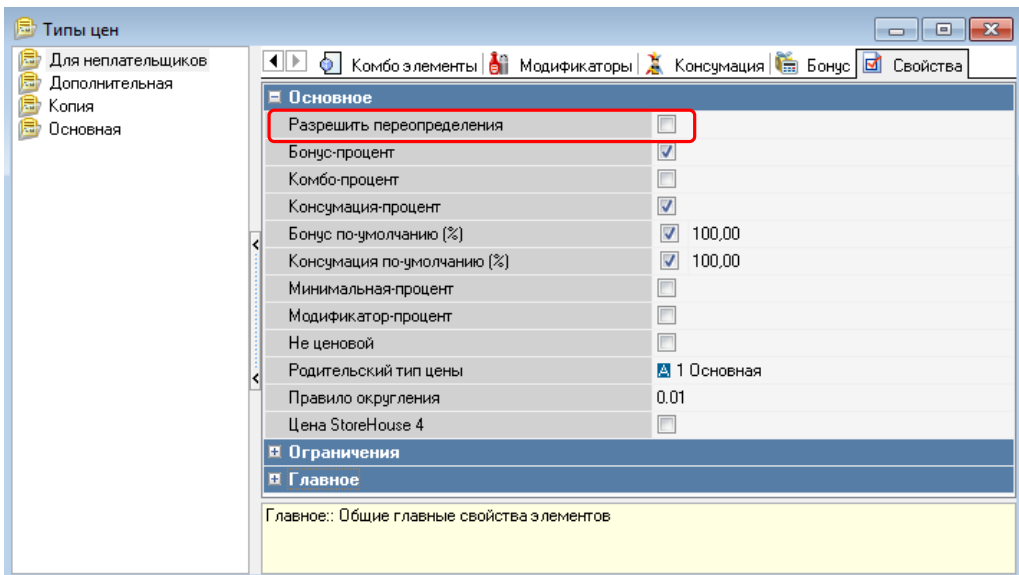 Типы цен
Для неплательщиков
Дополнительная
Копия
Основная
Комбо элементы Модификаторы Консумация Бонус Свойства
Основное
Разрешить переопределения
Бонус-процент
Комбо-процент
Консумация-процент
Бонус по-умолчанию (%) 100,00
Консумация по-умолчанию (%) 100,00
Минимальная-процент
Модификатор-процент
Не ценовой
Родительский тип цены A 1 Основная
Правило округления 0.01
Цена StoreHouse 4
Ограничения
Главное
Главное:: Общие главные свойства элементов